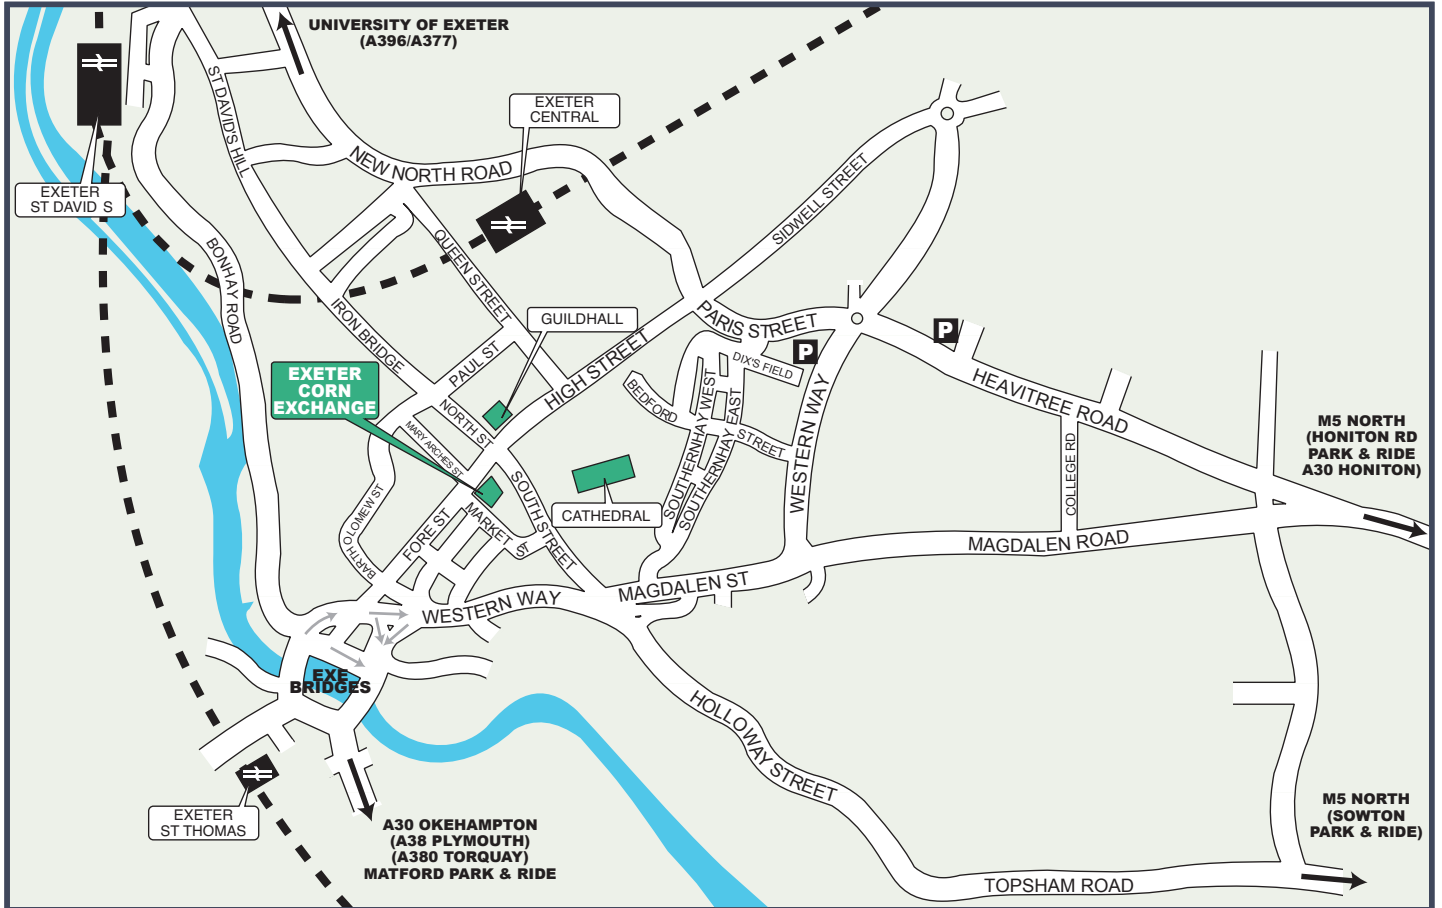 UNIVERSITY OF EXETER
(A396/A377)
EXETER
CENTRAL
EXETER
ST DAVID S
ST DAVID'S HILL
NEW NORTH ROAD
SIDWELL STREET
BONHAY ROAD
QUEEN STREET
IRON BRIDGE
GUILDHALL
PARIS STREET
PAUL ST
HIGH STREET
P
P
DIX'S FIELD
EXETER
CORN
EXCHANGE
BEDFORD
STREET
HEAVITREE ROAD
NORTH ST
MARY ARCHES ST
SOUTHERNHAY WEST
SOUTHERNHAY EAST
WESTERN WAY
COLLEGE RD
M5 NORTH
(HONITON RD
PARK & RIDE
A30 HONITON)
BARTHOLOMEW ST
FORE ST
MARKET ST
SOUTH STREET
CATHEDRAL
MAGDALEN ROAD
MAGDALEN ST
WESTERN WAY
EXE
BRIDGES
HOLLOWAY STREET
EXETER
ST THOMAS
A30 OKEHAMPTON
(A38 PLYMOUTH)
(A380 TORQUAY)
MATFORD PARK & RIDE
M5 NORTH
(SOWTON
PARK & RIDE)
TOPSHAM ROAD